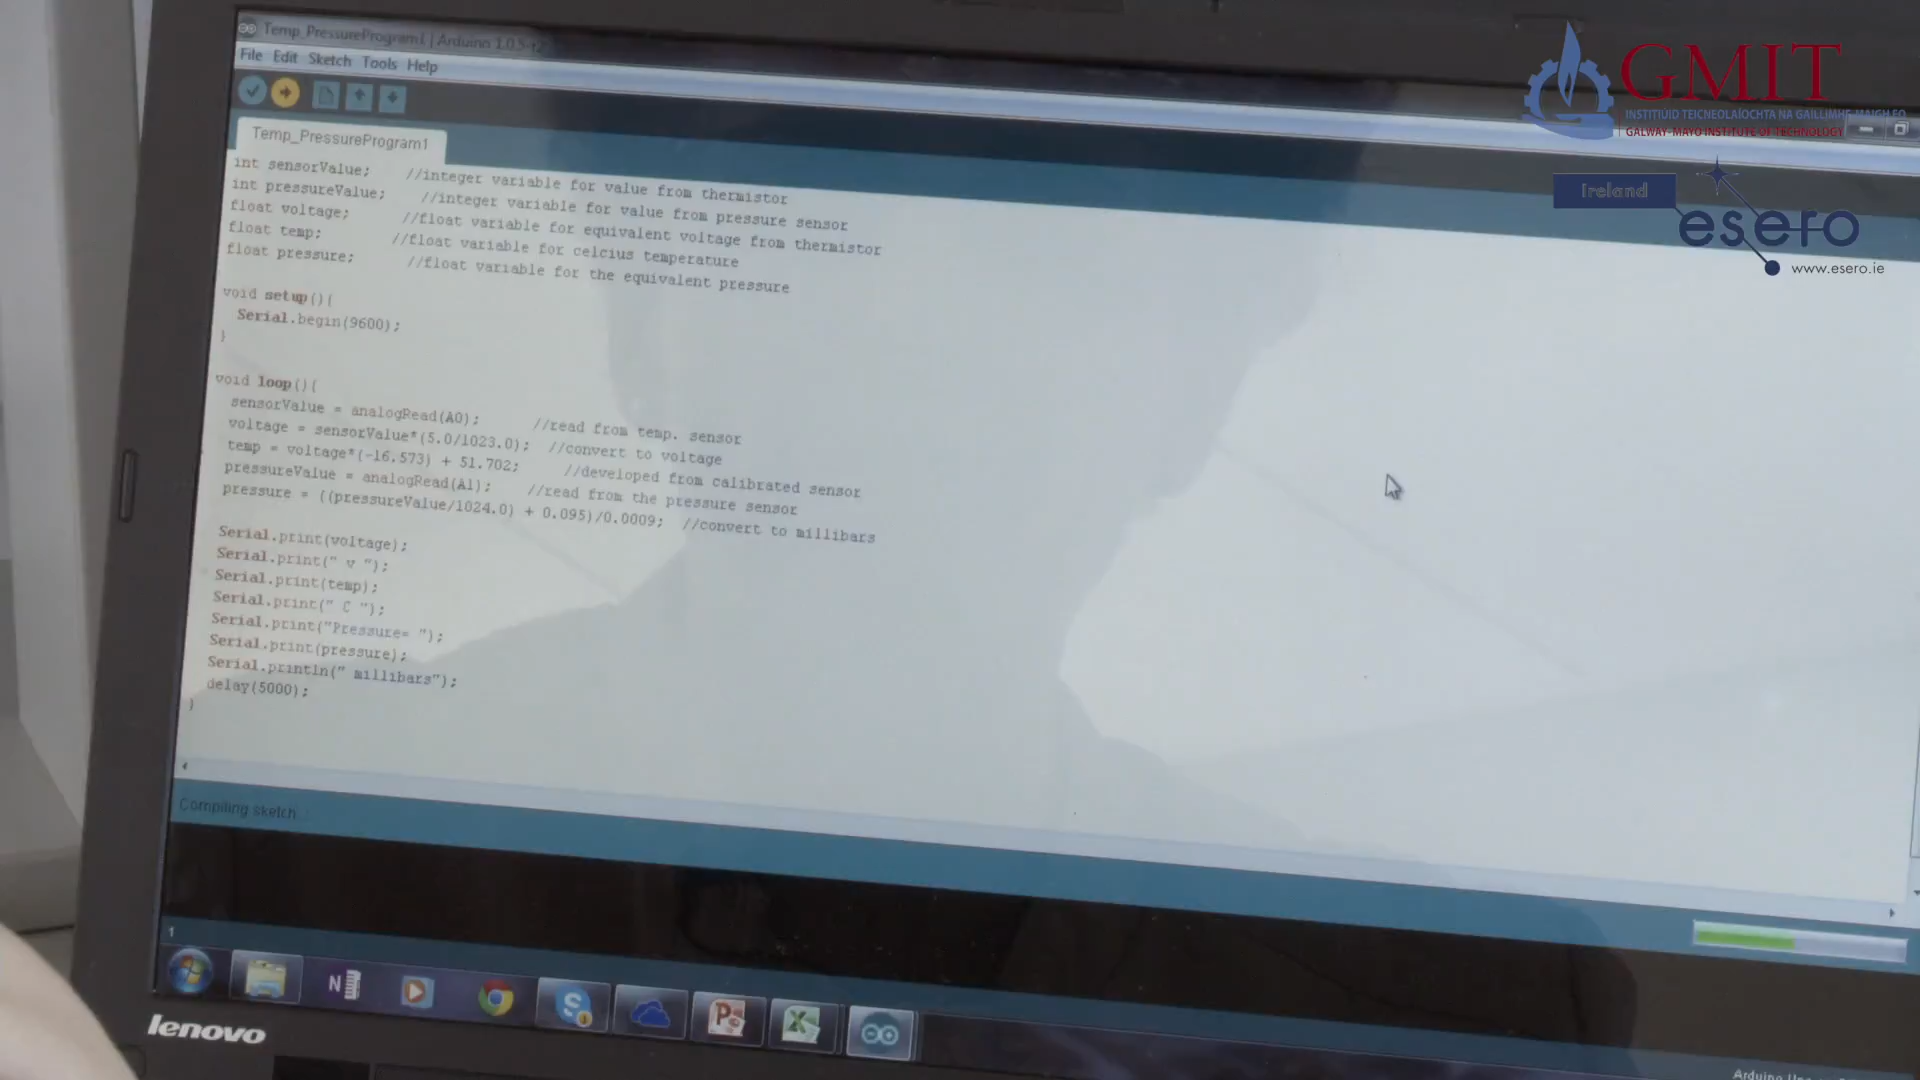 Temp_PressureProgram1 | Arduino 1.0.5-r2
File Edit Sketch Tools Help
Temp_PressureProgram1
int sensorValue; //integer variable for value from thermistor
int pressureValue; //integer variable for value from pressure sensor
float voltage; //float variable for equivalent voltage from thermistor
float temp; //float variable for celcius temperature
float pressure; //float variable for the equivalent pressure
void setup(){
Serial.begin(9600);
}
void loop(){
sensorValue = analogRead(A0); //read from temp. sensor
voltage = sensorValue*(5.0/1023.0); //convert to voltage
temp = voltage*(-16.573) + 51.702; //developed from calibrated sensor
pressureValue = analogRead(A1); //read from the pressure sensor
pressure = ((pressureValue/1024.0) + 0.095)/0.0009; //convert to millibars
Serial.print(voltage);
Serial.print(" v ");
Serial.print(temp);
Serial.print(" C ");
Serial.print("Pressure= ");
Serial.print(pressure);
Serial.println(" millibars");
delay(5000);
}
Compiling sketch
1
lenovo
GMIT
INSTITIÚID TEICNEOLAÍOCHTA NA GAILLIMHE-MAIGH EO
GALWAY-MAYO INSTITUTE OF TECHNOLOGY
Ireland
esero
www.esero.ie